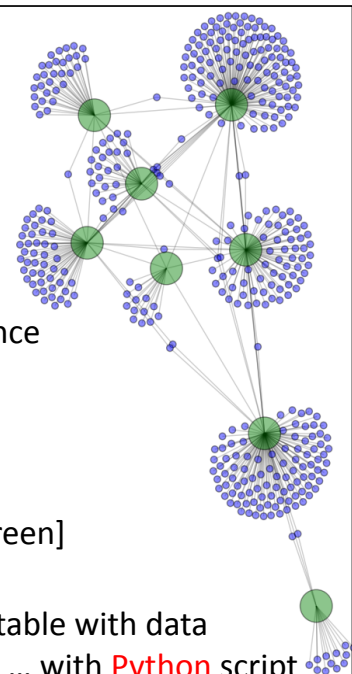 nce
reen]
table with data
... with Python script